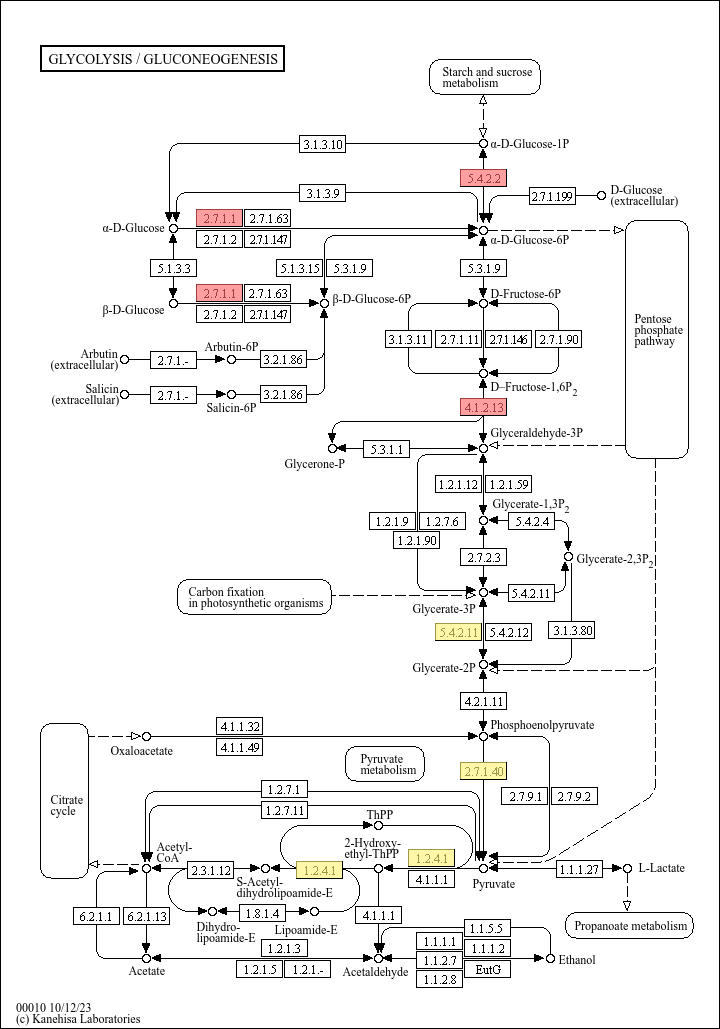 GLYCOLYSIS / GLUCONEOGENESIS
Starch and sucrose
metabolism
3.1.3.10
α-D-Glucose-1P
5.4.2.2
3.1.3.9
2.7.1.199
D-Glucose
(extracellular)
α-D-Glucose
2.7.1.1
2.7.1.63
2.7.1.2
2.7.1.147
α-D-Glucose-6P
5.1.3.3
5.1.3.15
5.3.1.9
5.3.1.9
β-D-Glucose
2.7.1.1
2.7.1.63
2.7.1.2
2.7.1.147
β-D-Glucose-6P
D-Fructose-6P
Pentose
phosphate
pathway
3.1.3.11
2.7.1.11
2.7.1.146
2.7.1.90
Arbutin
(extracellular)
2.7.1.-
Arbutin-6P
3.2.1.86
Salicin
(extracellular)
2.7.1.-
Salicin-6P
3.2.1.86
D-Fructose-1,6P2
4.1.2.13
Glyceraldehyde-3P
5.3.1.1
Glycerone-P
1.2.1.12
1.2.1.59
Glycerate-1,3P2
1.2.1.9
1.2.7.6
1.2.1.90
5.4.2.4
2.7.2.3
Glycerate-2,3P2
Carbon fixation
in photosynthetic organisms
5.4.2.11
Glycerate-3P
5.4.2.11
5.4.2.12
3.1.3.80
Glycerate-2P
4.2.1.11
Oxaloacetate
4.1.1.32
4.1.1.49
Phosphoenolpyruvate
Pyruvate
metabolism
2.7.1.40
2.7.9.1
2.7.9.2
Citrate
cycle
1.2.7.1
1.2.7.11
ThPP
Acetyl-
CoA
2-Hydroxy-
ethyl-ThPP
2.3.1.12
S-Acetyl-
dihydrolipoamide-E
1.2.4.1
1.2.4.1
4.1.1.1
Pyruvate
1.1.1.27
L-Lactate
Dihydro-
lipoamide-E
1.8.1.4
Lipoamide-E
6.2.1.1
6.2.1.13
4.1.1.1
Propanoate metabolism
1.2.1.3
1.2.1.5
1.2.1.-
Acetate
Acetaldehyde
1.1.5.5
1.1.1.1
1.1.1.2
1.1.2.7
EutG
1.1.2.8
Ethanol
00010 10/12/23
(c) Kanehisa Laboratories